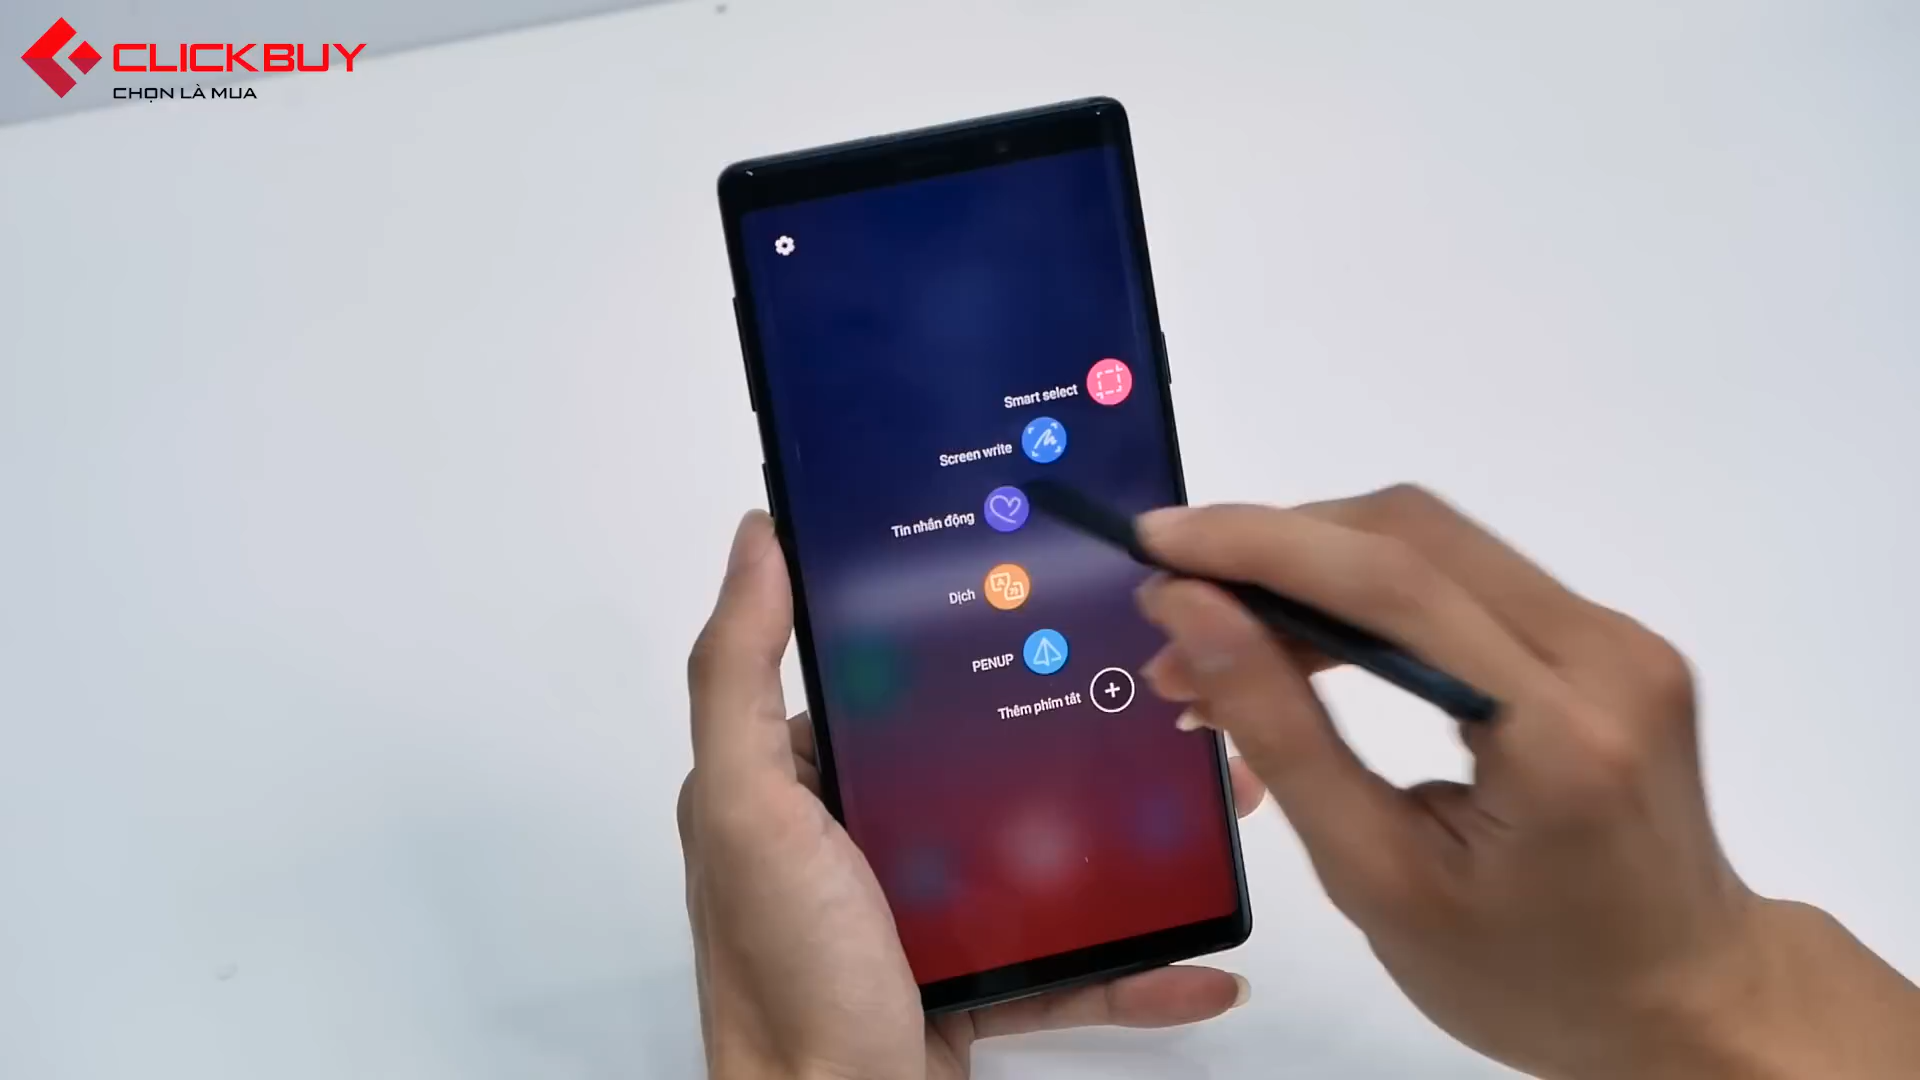 CLICKBUY
CHỌN LÀ MUA
Smart select
Screen write
Tin nhắn động
Dịch
PENUP
Thêm phím tắt